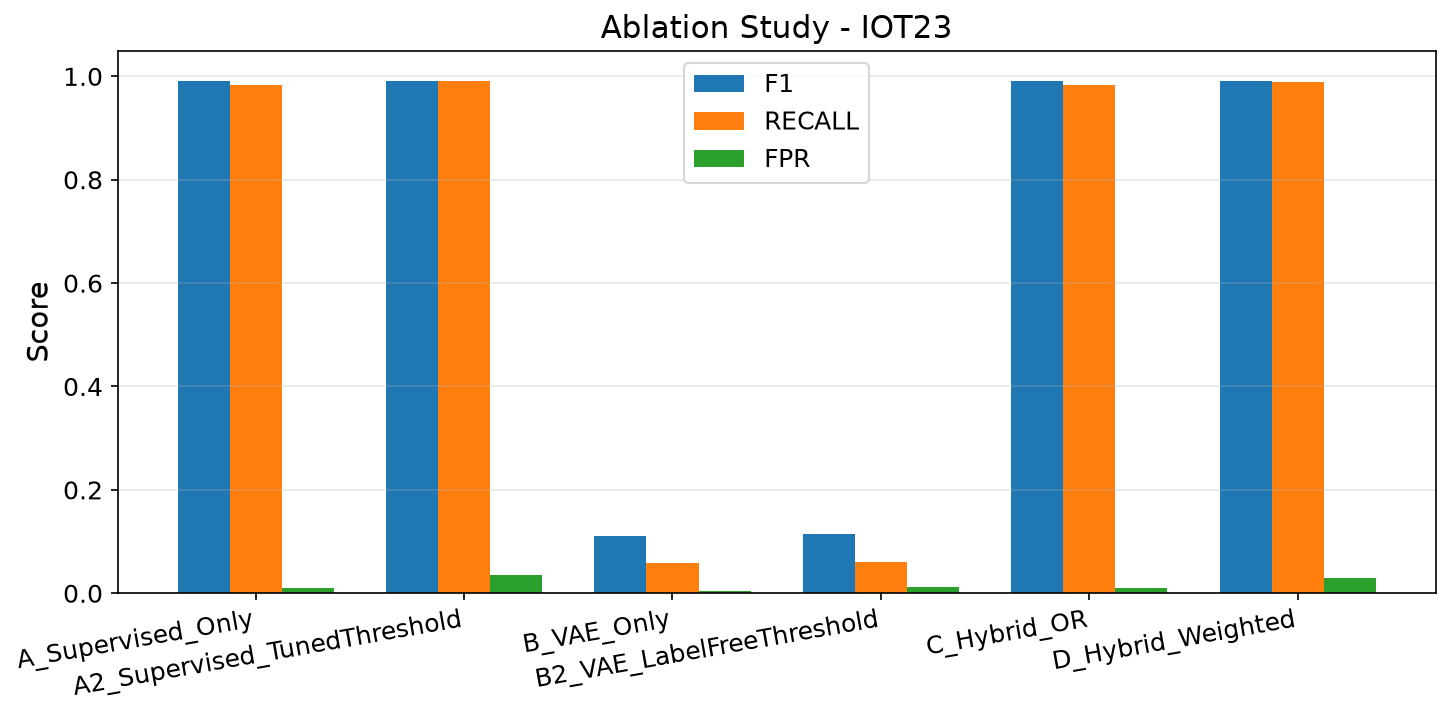 Ablation Study - IOT23
F1
RECALL
FPR
Score
1.0
0.8
0.6
0.4
0.2
0.0
A_Supervised_Only
A2_Supervised_TunedThreshold
B_VAE_Only
B2_VAE_LabelFreeThreshold
C_Hybrid_OR
D_Hybrid_Weighted